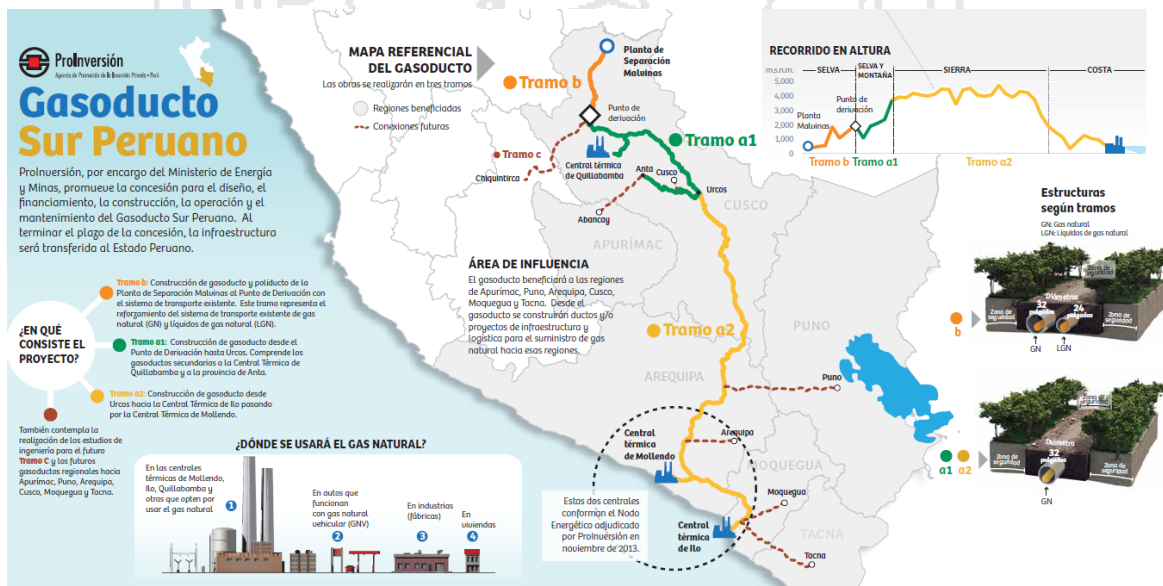 ProInversión
Agencia de Promoción de la Inversión Privada - Perú
Gasoducto
Sur Peruano
ProInversión, por encargo del Ministerio de Energía
y Minas, promueve la concesión para el diseño, el
financiamiento, la construcción, la operación y el
mantenimiento del Gasoducto Sur Peruano. Al
terminar el plazo de la concesión, la infraestructura
será transferida al Estado Peruano.
¿EN QUÉ
CONSISTE EL
PROYECTO?
Tramo b: Construcción de gasoducto y poliducto de la
Planta de Separación Malvinas al Punto de Derivación con
el sistema de transporte existente. Este tramo representa el
reforzamiento del sistema de transporte existente de gas
natural (GN) y líquidos de gas natural (LGN).
Tramo a1: Construcción de gasoducto desde el
Punto de Derivación hasta Urcos. Comprende los
gasoductos secundarios a la Central Térmica de
Quillabamba y a la provincia de Anta.
Tramo a2: Construcción de gasoducto desde
Urcos hacia la Central Térmica de Ilo pasando
por la Central Térmica de Mollendo.
También contempla la
realización de los estudios de
ingeniería para el futuro
Tramo C y los futuros
gasoductos regionales hacia
Apurímac, Puno, Arequipa,
Cusco, Moquegua y Tacna.
¿DÓNDE SE USARÁ EL GAS NATURAL?
En las centrales
térmicas de Mollendo,
Ilo, Quillabamba y
otras que opten por
usar el gas natural
1
En autos que
funcionan
con gas natural
vehicular (GNV)
2
En industrias
(fábricas)
3
En
viviendas
4
MAPA REFERENCIAL
DEL GASODUCTO
Las obras se realizarán en tres tramos
Regiones beneficiadas
Conexiones futuras
Planta de
Separación
Malvinas
Tramo b
Punto de
derivación
Tramo a1
Tramo c
Chiquintirca
Central térmica
de Quillabamba
Anta
Cusco
Urcos
Abancay
CUSCO
APURÍMAC
ÁREA DE INFLUENCIA
El gasoducto beneficiará a las regiones
de Apurímac, Puno, Arequipa, Cusco,
Moquegua y Tacna. Desde el
gasoducto se construirán ductos y/o
proyectos de infraestructura y
logística para el suministro de gas
natural hacia esas regiones.
Tramo a2
PUNO
AREQUIPA
Puno
Central
térmica
de Mollendo
Arequipa
MOQUEGUA
Moquegua
Estas dos centrales
conforman el Nodo
Energético adjudicado
por ProInversión en
noviembre de 2013.
Central
térmica
de Ilo
TACNA
Tacna
RECORRIDO EN ALTURA
m.s.n.m.
SELVA
SELVA Y
MONTAÑA
SIERRA
COSTA
5,000
4,000
3,000
2,000
1,000
0
Punto de
derivación
Planta
Malvinas
Tramo b
Tramo a1
Tramo a2
Estructuras
según tramos
GN: Gas natural
LGN: Líquidos de gas natural
Zona de
seguridad
Diámetros
32
pulgadas
24
pulgadas
Zona de
seguridad
Zona de
seguridad
b
GN
LGN
Zona de
seguridad
Diámetro
32
pulgadas
Zona de
seguridad
Zona de
seguridad
a1
a2
GN